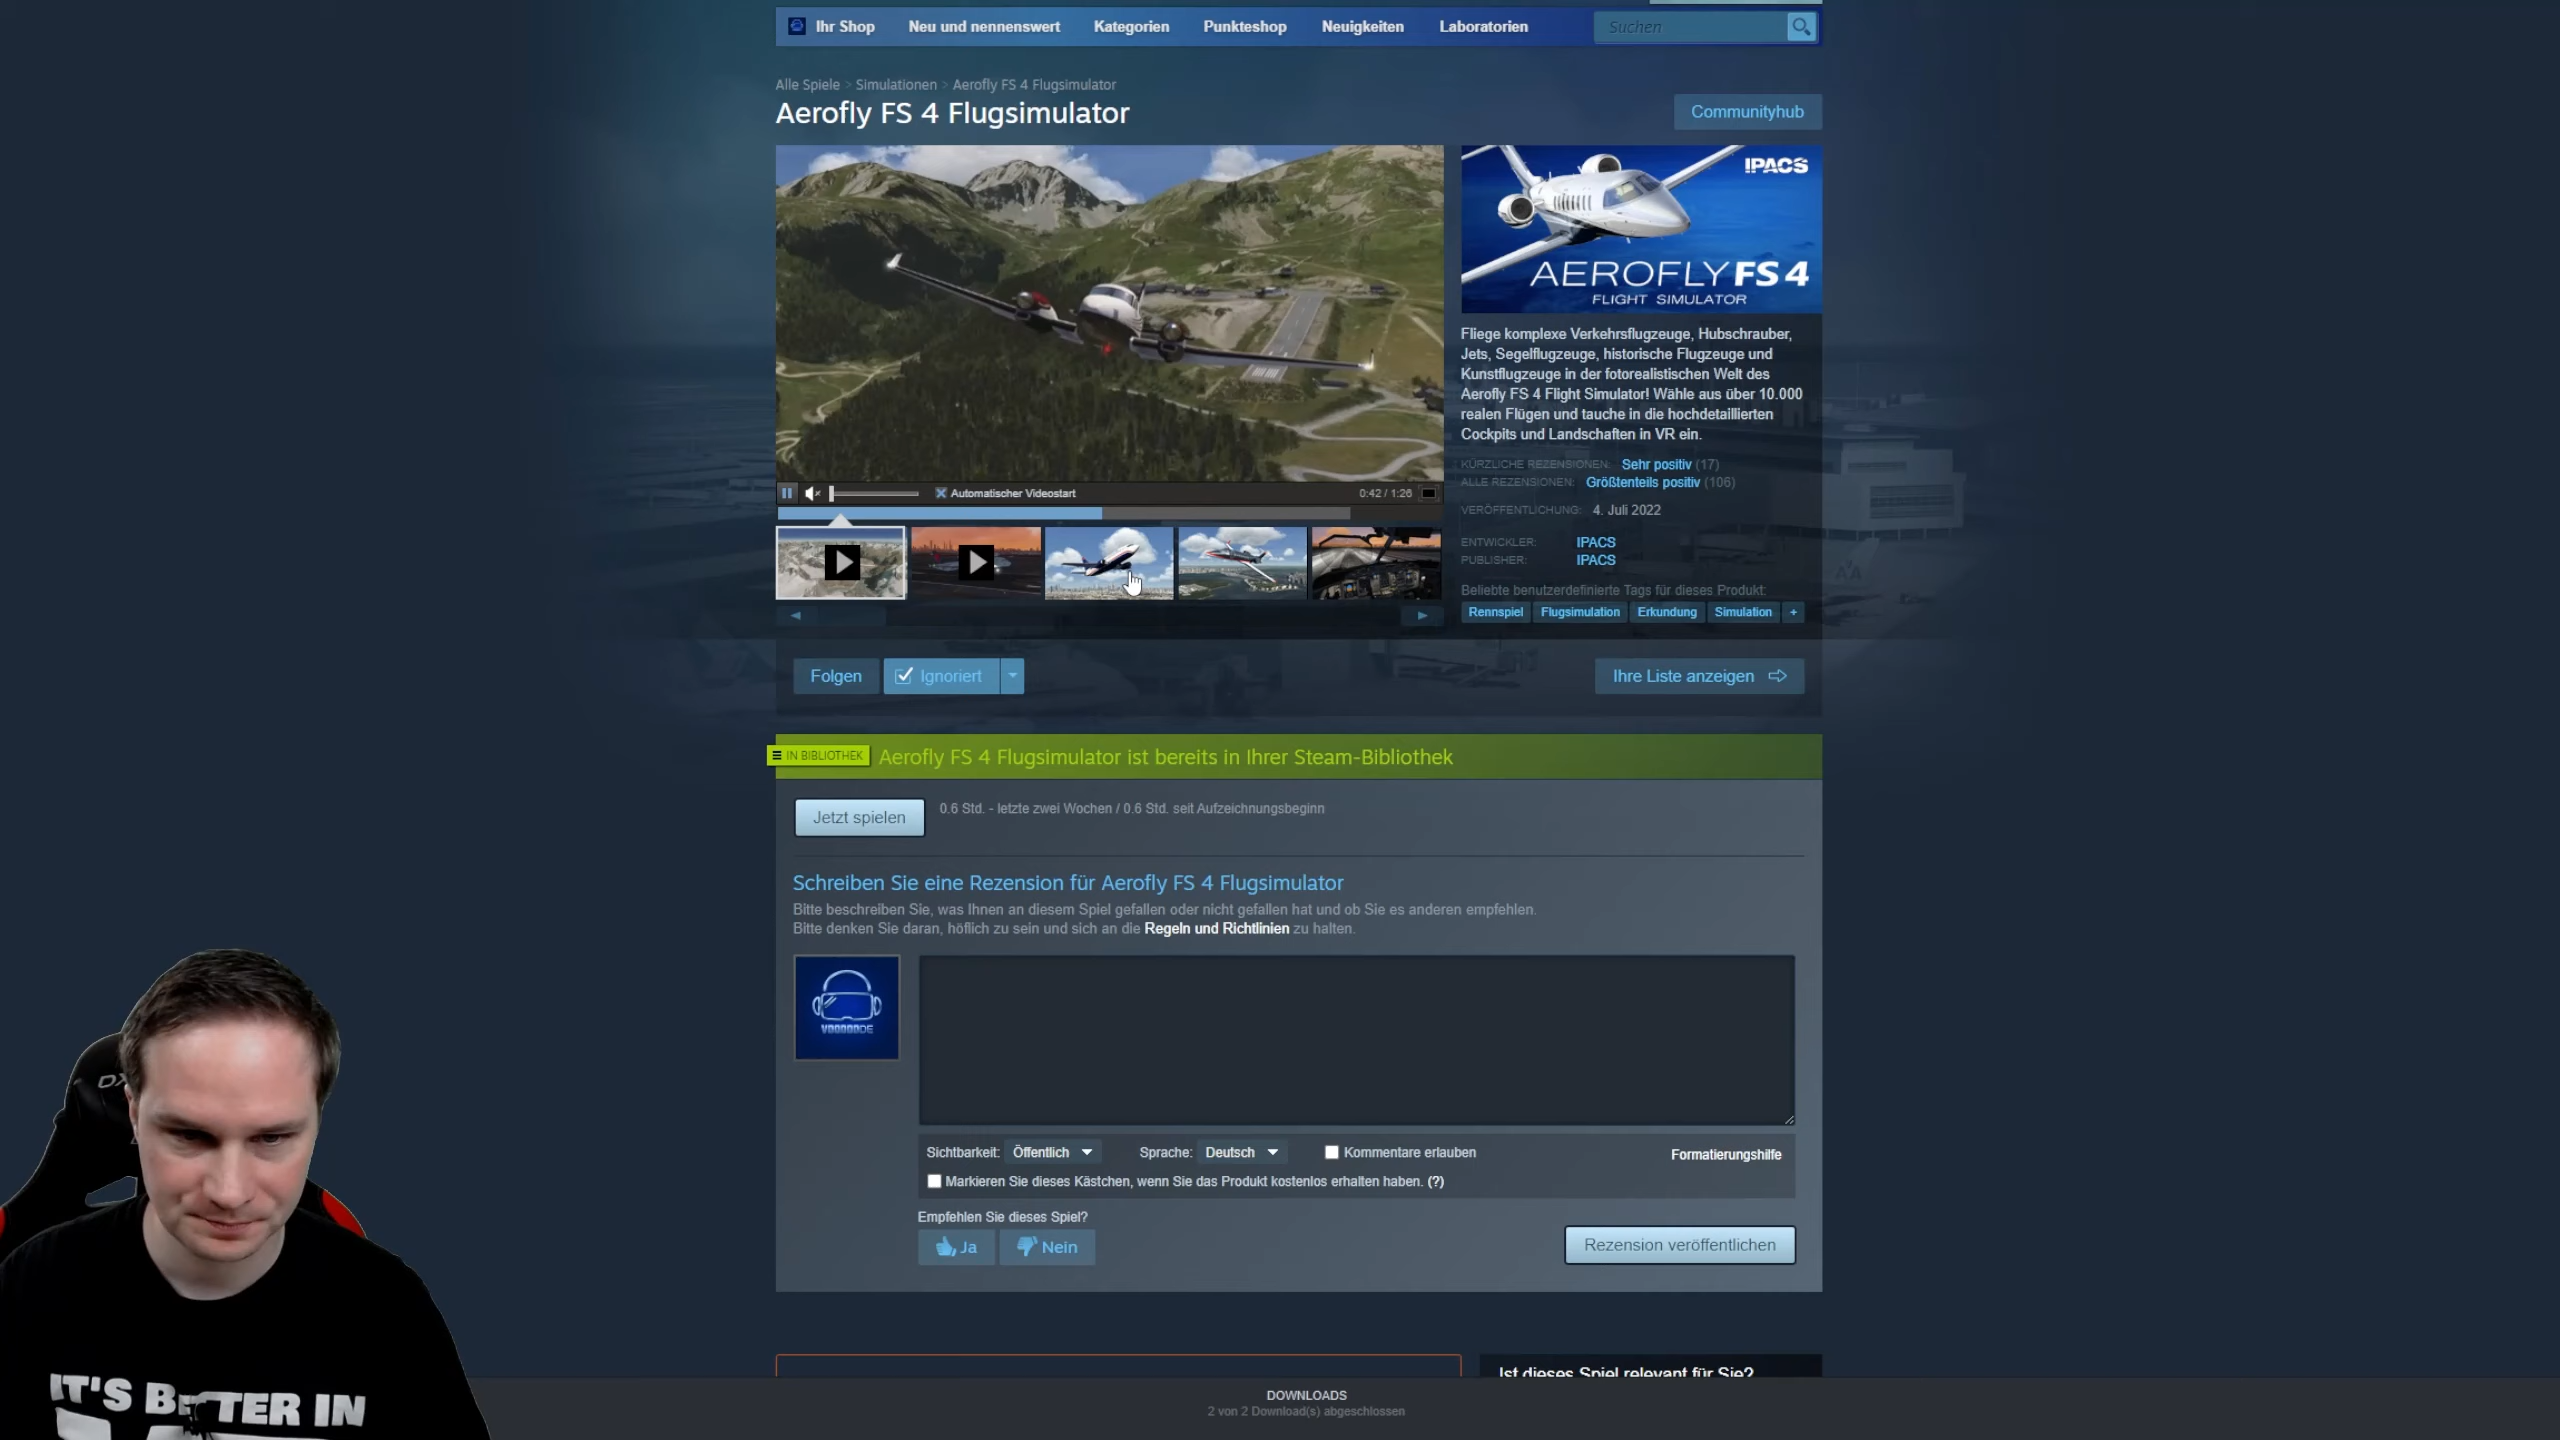 Ihr Shop
Neu und nennenswert
Kategorien
Punkteshop
Neuigkeiten
Laboratorien
Suchen
Alle Spiele > Simulationen > Aerofly FS 4 Flugsimulator
Aerofly FS 4 Flugsimulator
Communityhub
IPACS
AEROFLY FS 4
FLIGHT SIMULATOR
Fliege komplexe Verkehrsflugzeuge, Hubschrauber,
Jets, Segelflugzeuge, historische Flugzeuge und
Kunstflugzeuge in der fotorealistischen Welt des
Aerofly FS 4 Flight Simulator! Wähle aus über 10.000
realen Flügen und tauche in die hochdetaillierten
Cockpits und Landschaften in VR ein.
KÜRZLICHE REZENSIONEN: Sehr positiv (17)
ALLE REZENSIONEN: Größtenteils positiv (106)
VERÖFFENTLICHUNG: 4. Juli 2022
ENTWICKLER: IPACS
PUBLISHER: IPACS
Beliebte benutzerdefinierte Tags für dieses Produkt:
Rennspiel Flugsimulation Erkundung Simulation +
Automatischer Videostart
0:42 / 1:26
Folgen
Ignoriert
Ihre Liste anzeigen
IN BIBLIOTHEK
Aerofly FS 4 Flugsimulator ist bereits in Ihrer Steam-Bibliothek
Jetzt spielen
0.6 Std. - letzte zwei Wochen / 0.6 Std. seit Aufzeichnungsbeginn
Schreiben Sie eine Rezension für Aerofly FS 4 Flugsimulator
Bitte beschreiben Sie, was Ihnen an diesem Spiel gefallen oder nicht gefallen hat und ob Sie es anderen empfehlen.
Bitte denken Sie daran, höflich zu sein und sich an die Regeln und Richtlinien zu halten.
VOODOODE
Sichtbarkeit: Öffentlich
Sprache: Deutsch
Kommentare erlauben
Formatierungshilfe
Markieren Sie dieses Kästchen, wenn Sie das Produkt kostenlos erhalten haben. (?)
Empfehlen Sie dieses Spiel?
Ja
Nein
Rezension veröffentlichen
Ist dieses Spiel relevant für Sie?
DOWNLOADS
2 von 2 Download(s) abgeschlossen
DX
IT'S BETTER IN